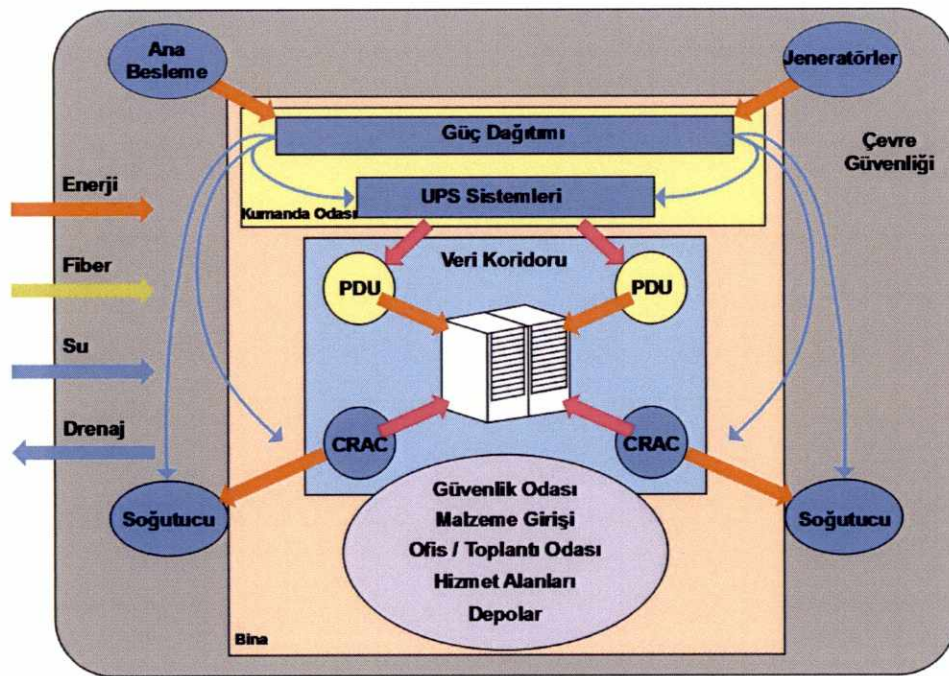 Ana
Besleme
Jeneratörler
Güç Dağıtımı
Çevre
Güvenliği
Enerji
UPS Sistemleri
Kumanda Odası
Fiber
Veri Koridoru
PDU
PDU
Su
Drenaj
CRAC
CRAC
Soğutucu
Soğutucu
Güvenlik Odası
Malzeme Girişi
Ofis / Toplantı Odası
Hizmet Alanları
Depolar
Bina